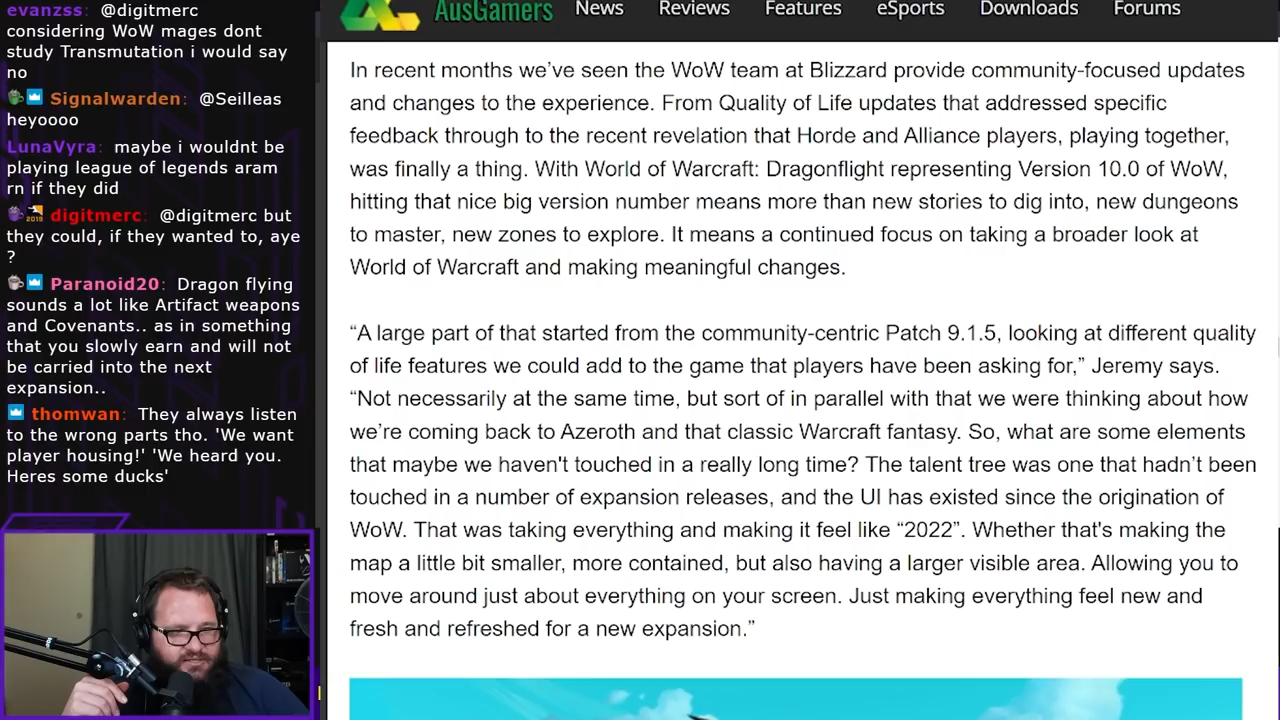 evanzss: @digitmerc
considering WoW mages dont
study Transmutation i would say
no
Signalwarden: @Seilleas
heyoooo
LunaVyra: maybe i wouldnt be
playing league of legends aram
rn if they did
digitmerc: @digitmerc but
they could, if they wanted to, aye
?
Paranoid20: Dragon flying
sounds a lot like Artifact weapons
and Covenants.. as in something
that you slowly earn and will not
be carried into the next
expansion..
thomwan: They always listen
to the wrong parts tho. 'We want
player housing!' 'We heard you.
Heres some ducks'
AusGamers News Reviews Features eSports Downloads Forums
In recent months we’ve seen the WoW team at Blizzard provide community-focused updates
and changes to the experience. From Quality of Life updates that addressed specific
feedback through to the recent revelation that Horde and Alliance players, playing together,
was finally a thing. With World of Warcraft: Dragonflight representing Version 10.0 of WoW,
hitting that nice big version number means more than new stories to dig into, new dungeons
to master, new zones to explore. It means a continued focus on taking a broader look at
World of Warcraft and making meaningful changes.
“A large part of that started from the community-centric Patch 9.1.5, looking at different quality
of life features we could add to the game that players have been asking for,” Jeremy says.
“Not necessarily at the same time, but sort of in parallel with that we were thinking about how
we’re coming back to Azeroth and that classic Warcraft fantasy. So, what are some elements
that maybe we haven't touched in a really long time? The talent tree was one that hadn’t been
touched in a number of expansion releases, and the UI has existed since the origination of
WoW. That was taking everything and making it feel like “2022”. Whether that's making the
map a little bit smaller, more contained, but also having a larger visible area. Allowing you to
move around just about everything on your screen. Just making everything feel new and
fresh and refreshed for a new expansion.”